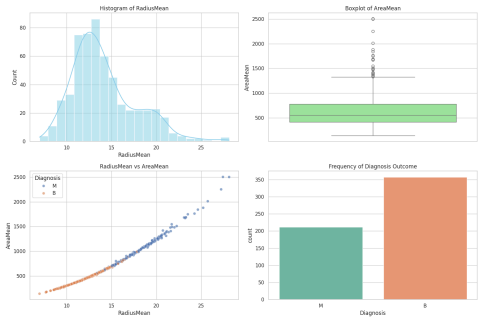 Histogram of RadiusMean
Count
80
60
40
20
0
10
15
20
25
RadiusMean
Boxplot of AreaMean
AreaMean
2500
2000
1500
1000
500
RadiusMean vs AreaMean
Diagnosis
M
B
AreaMean
2500
2000
1500
1000
500
0
10
15
20
25
RadiusMean
Frequency of Diagnosis Outcome
count
350
300
250
200
150
100
50
0
M
B
Diagnosis